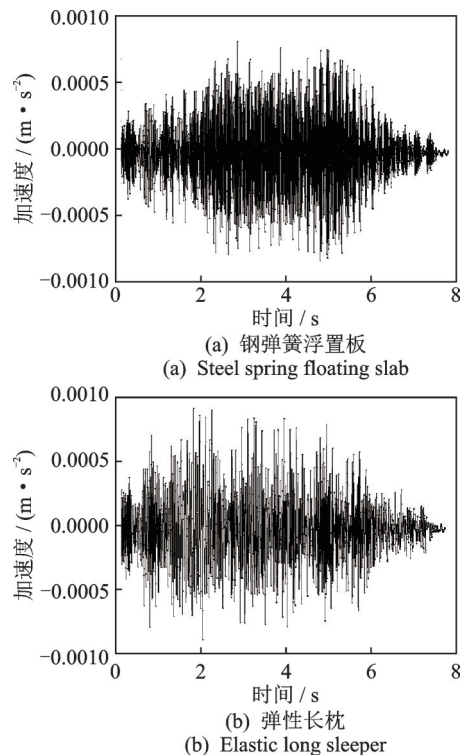 0.0010
0.0005
0.0000
−0.0005
−0.0010
加速度 / (m・s⁻²)
0 2 4 6 8
时间 / s
(a) 钢弹簧浮置板
(a) Steel spring floating slab
0.0010
0.0005
0.0000
−0.0005
−0.0010
加速度 / (m・s⁻²)
0 2 4 6 8
时间 / s
(b) 弹性长枕
(b) Elastic long sleeper